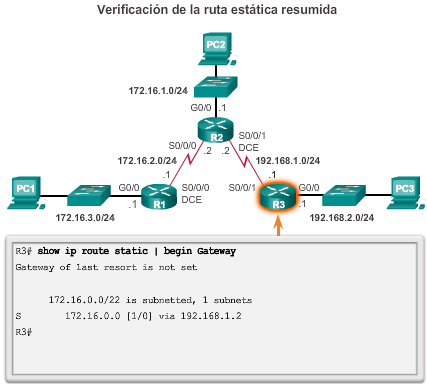 Verificación de la ruta estática resumida
PC2
172.16.1.0/24
G0/0 .1
R2
S0/0/0 .2 .2 S0/0/1
DCE
172.16.2.0/24 192.168.1.0/24
.1 .1
PC1 G0/0 S0/0/0 S0/0/1 G0/0 PC3
.1 R1 DCE R3 .1
172.16.3.0/24 192.168.2.0/24
R3# show ip route static | begin Gateway
Gateway of last resort is not set
172.16.0.0/22 is subnetted, 1 subnets
S 172.16.0.0 [1/0] via 192.168.1.2
R3#